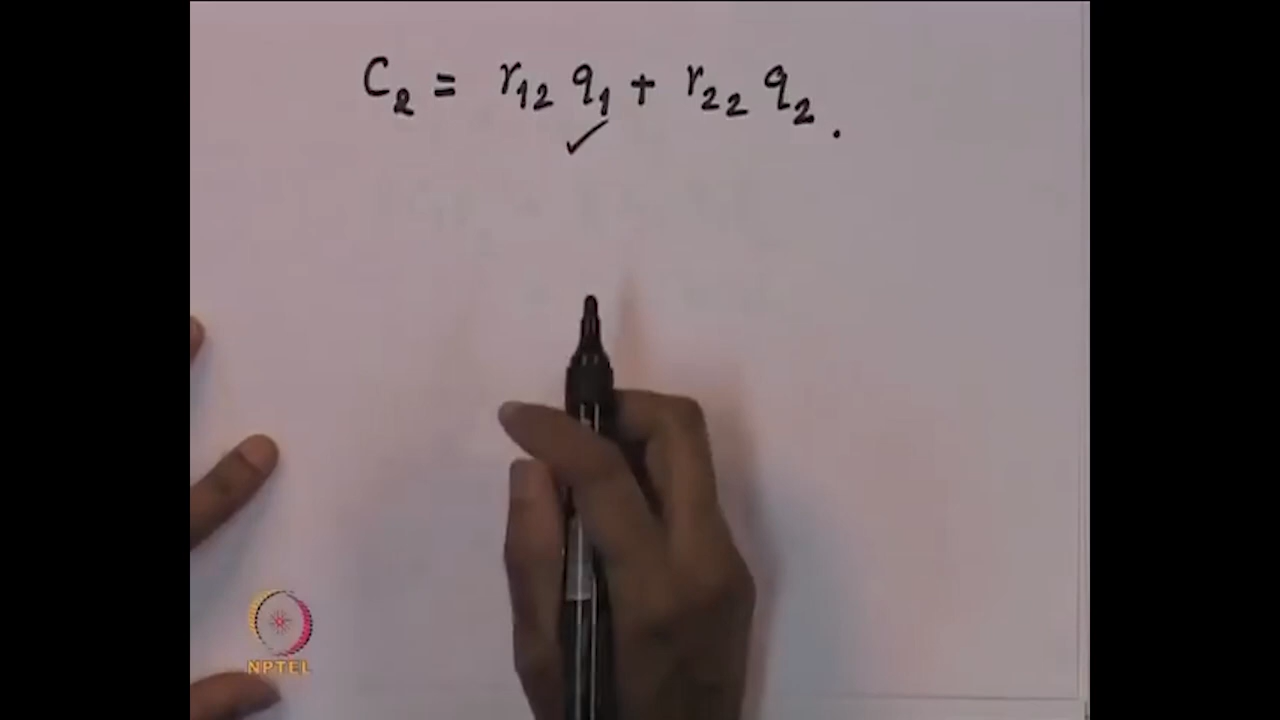 C₂ = r₁₂ q₁ + r₂₂ q₂ .
NPTEL